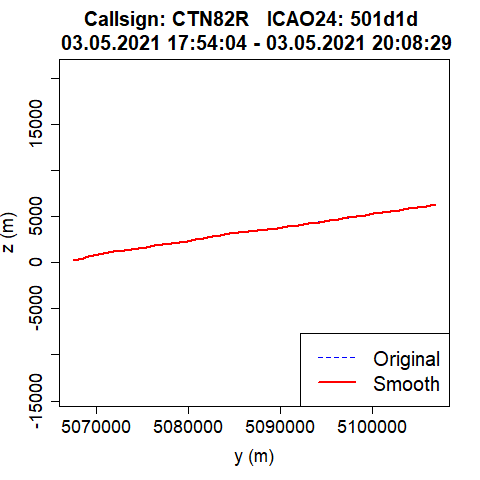 Callsign: CTN82R ICAO24: 501d1d
03.05.2021 17:54:04 - 03.05.2021 20:08:29
z (m)
15000
5000
0
-5000
-15000
Original
Smooth
5070000 5080000 5090000 5100000
y (m)